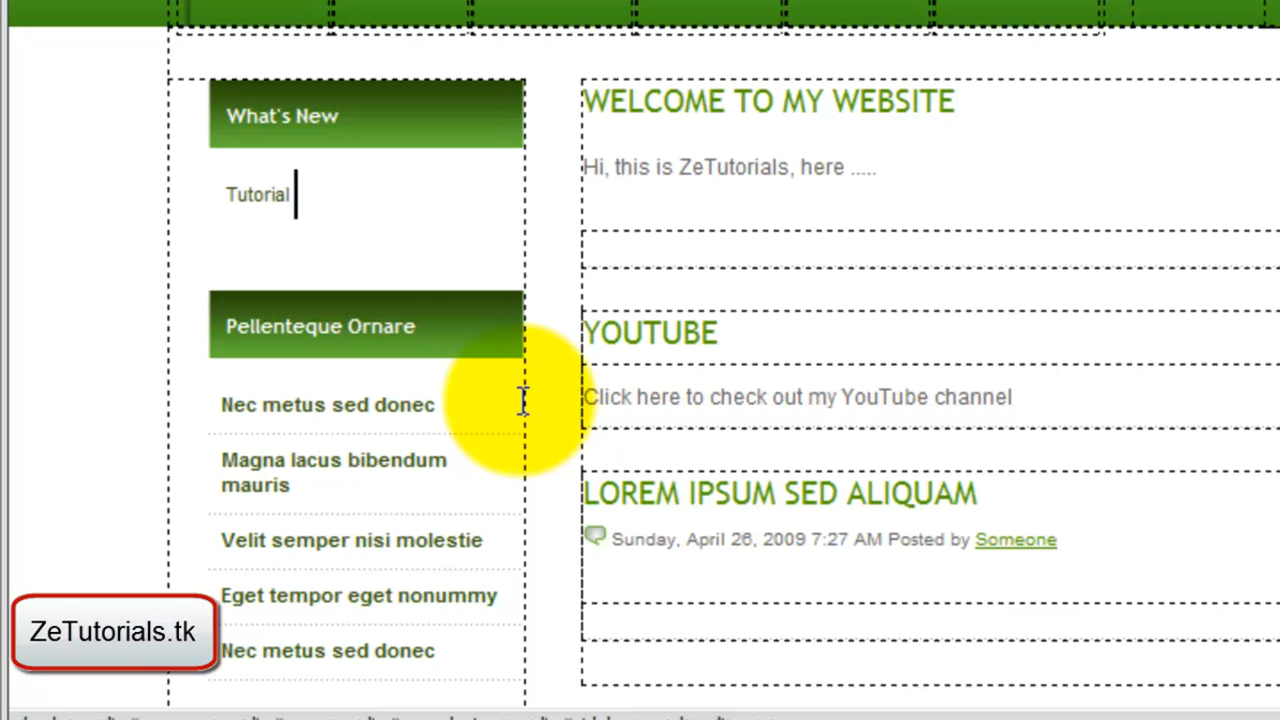 What's New
Tutorial
Pellenteque Ornare
Nec metus sed donec
Magna lacus bibendum
mauris
Velit semper nisi molestie
Eget tempor eget nonummy
Nec metus sed donec
ZeTutorials.tk
WELCOME TO MY WEBSITE
Hi, this is ZeTutorials, here .....
YOUTUBE
Click here to check out my YouTube channel
LOREM IPSUM SED ALIQUAM
Sunday, April 26, 2009 7:27 AM Posted by Someone